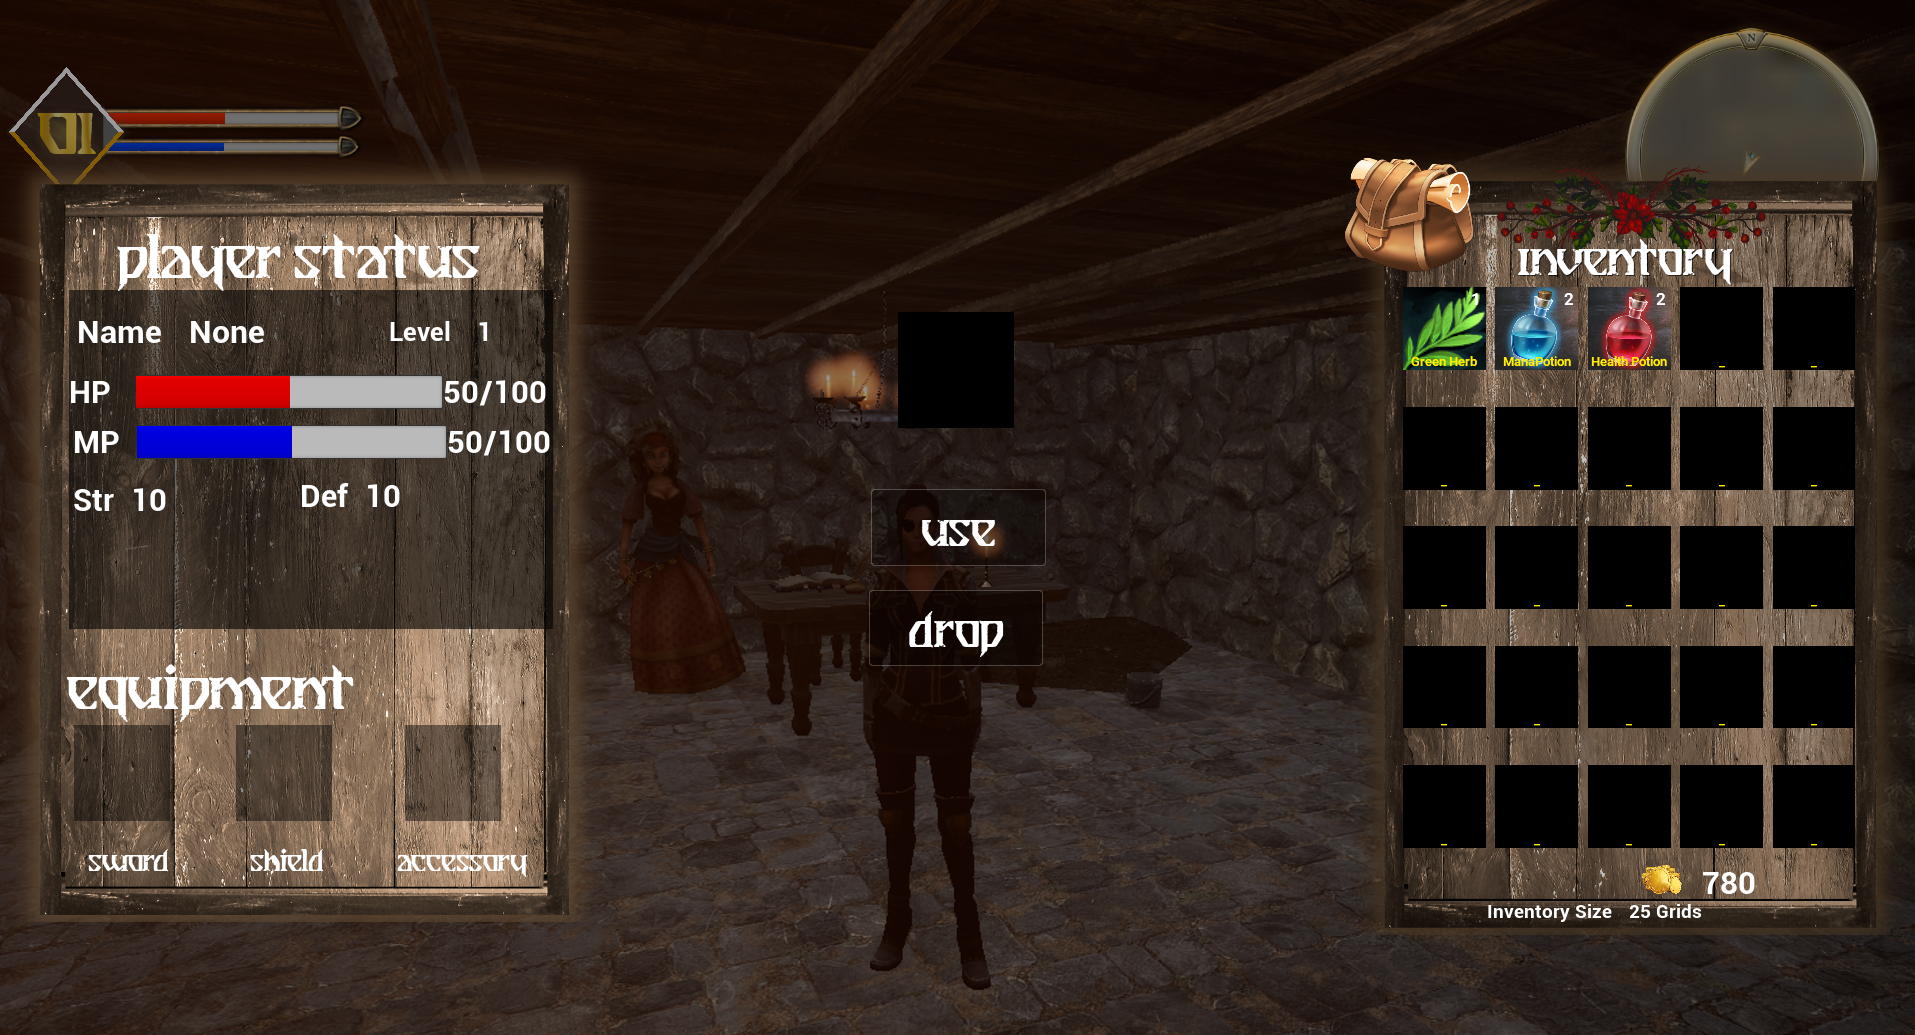 01
N
player status
Name None Level 1
HP 50/100
MP 50/100
Str 10 Def 10
equipment
sword shield accessory
use
drop
inventory
1 2 2
Green Herb ManaPotion Health Potion
780
Inventory Size 25 Grids